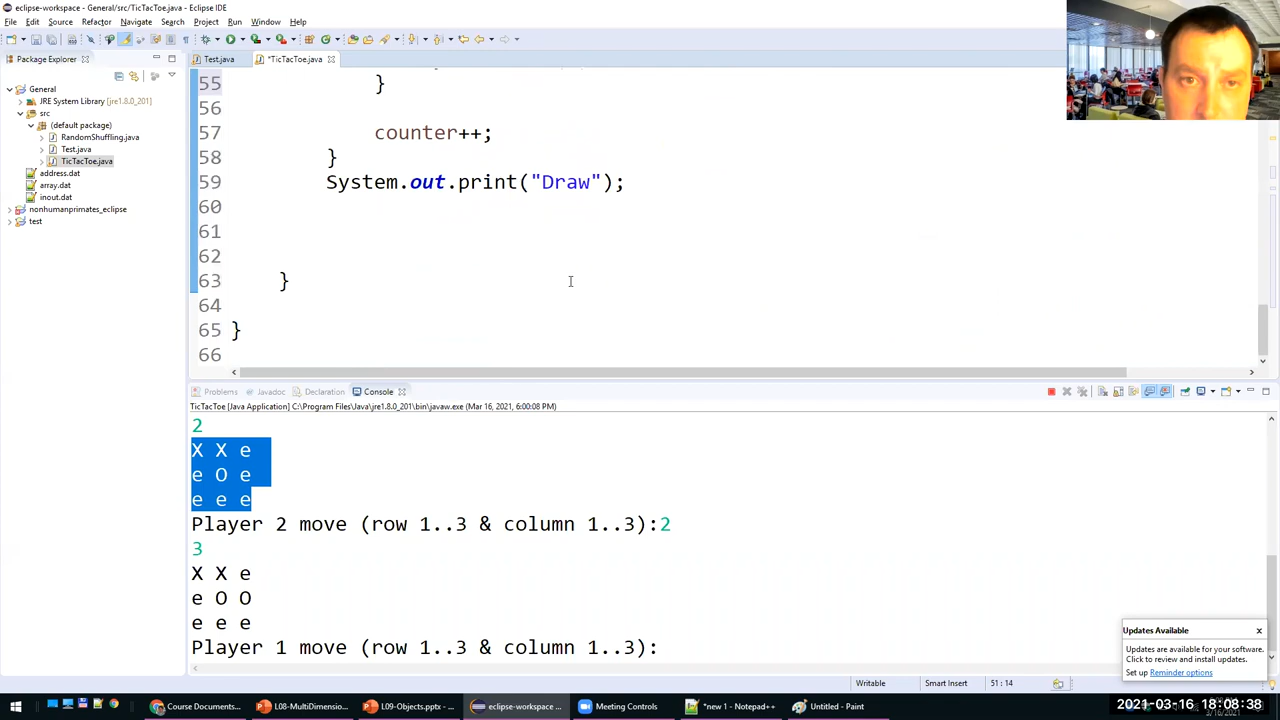 eclipse-workspace - General/src/TicTacToe.java - Eclipse IDE
File Edit Source Refactor Navigate Search Project Run Window Help
Package Explorer
Test.java
*TicTacToe.java
General
JRE System Library [jre1.8.0_201]
src
(default package)
RandomShuffling.java
Test.java
TicTacToe.java
address.dat
array.dat
inout.dat
nonhumanprimates_eclipse
test
55 }
56
57 counter++;
58 }
59 System.out.print("Draw");
60
61
62
63 }
64
65 }
66
Problems Javadoc Declaration Console
TicTacToe [Java Application] C:\Program Files\Java\jre1.8.0_201\bin\javaw.exe (Mar 16, 2021, 6:00:08 PM)
2
X X e
e O e
e e e
Player 2 move (row 1..3 & column 1..3):2
3
X X e
e O O
e e e
Player 1 move (row 1..3 & column 1..3):
Updates Available
Updates are available for your software.
Click to review and install updates.
Set up Reminder options
Writable Smart Insert 51 : 14
Course Documents... L08-MultiDimension... L09-Objects.pptx - ... eclipse-workspace ... Meeting Controls *new 1 - Notepad++ Untitled - Paint
2021-03-16 18:08:38